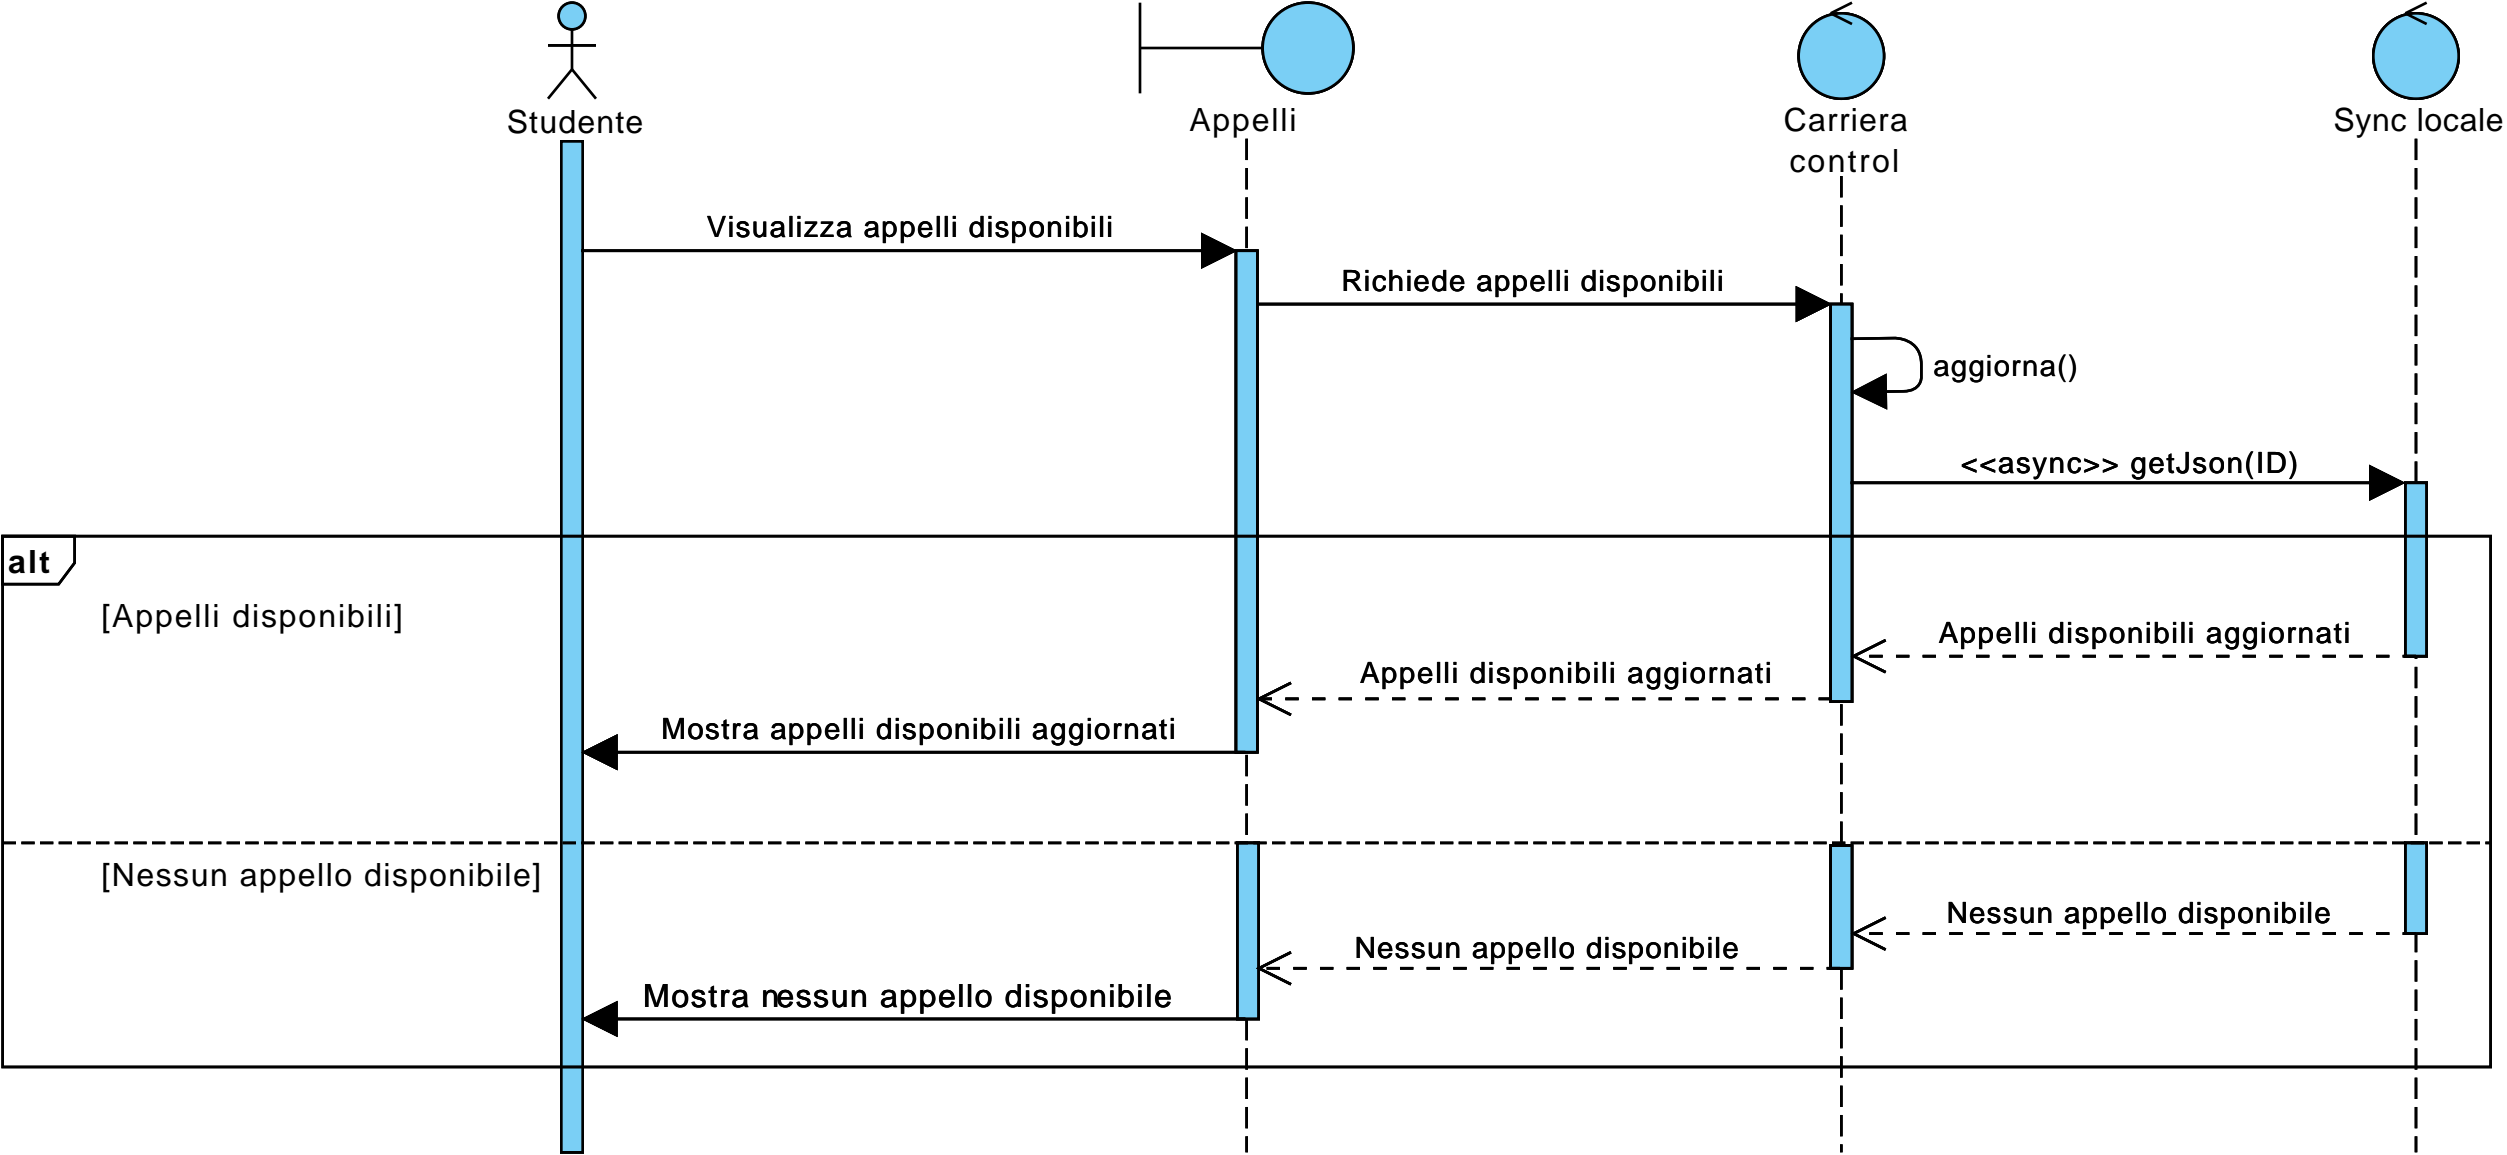 Studente
Appelli
Carriera
control
Sync locale
Visualizza appelli disponibili
Richiede appelli disponibili
aggiorna()
<<async>> getJson(ID)
alt
[Appelli disponibili]
Appelli disponibili aggiornati
Appelli disponibili aggiornati
Mostra appelli disponibili aggiornati
[Nessun appello disponibile]
Nessun appello disponibile
Nessun appello disponibile
Mostra nessun appello disponibile